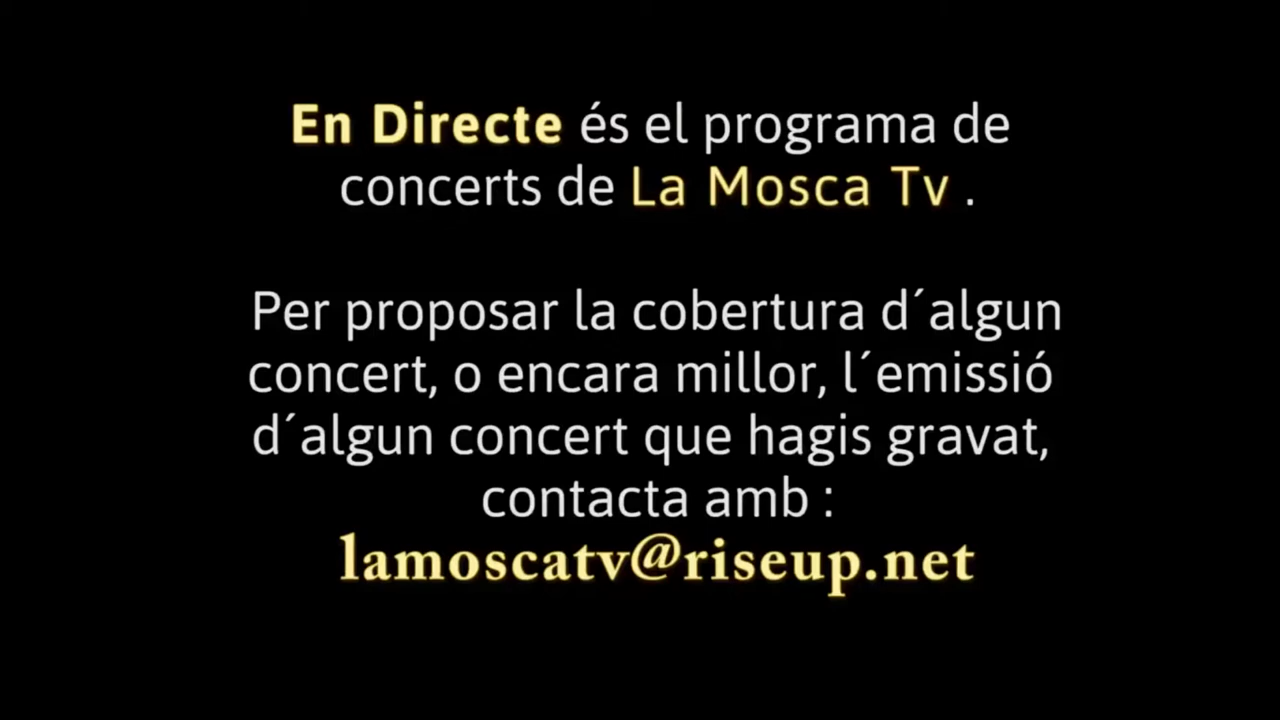 En Directe és el programa de
concerts de La Mosca Tv .
Per proposar la cobertura d´algun
concert, o encara millor, l´emissió
d´algun concert que hagis gravat,
contacta amb :
lamoscatv@riseup.net